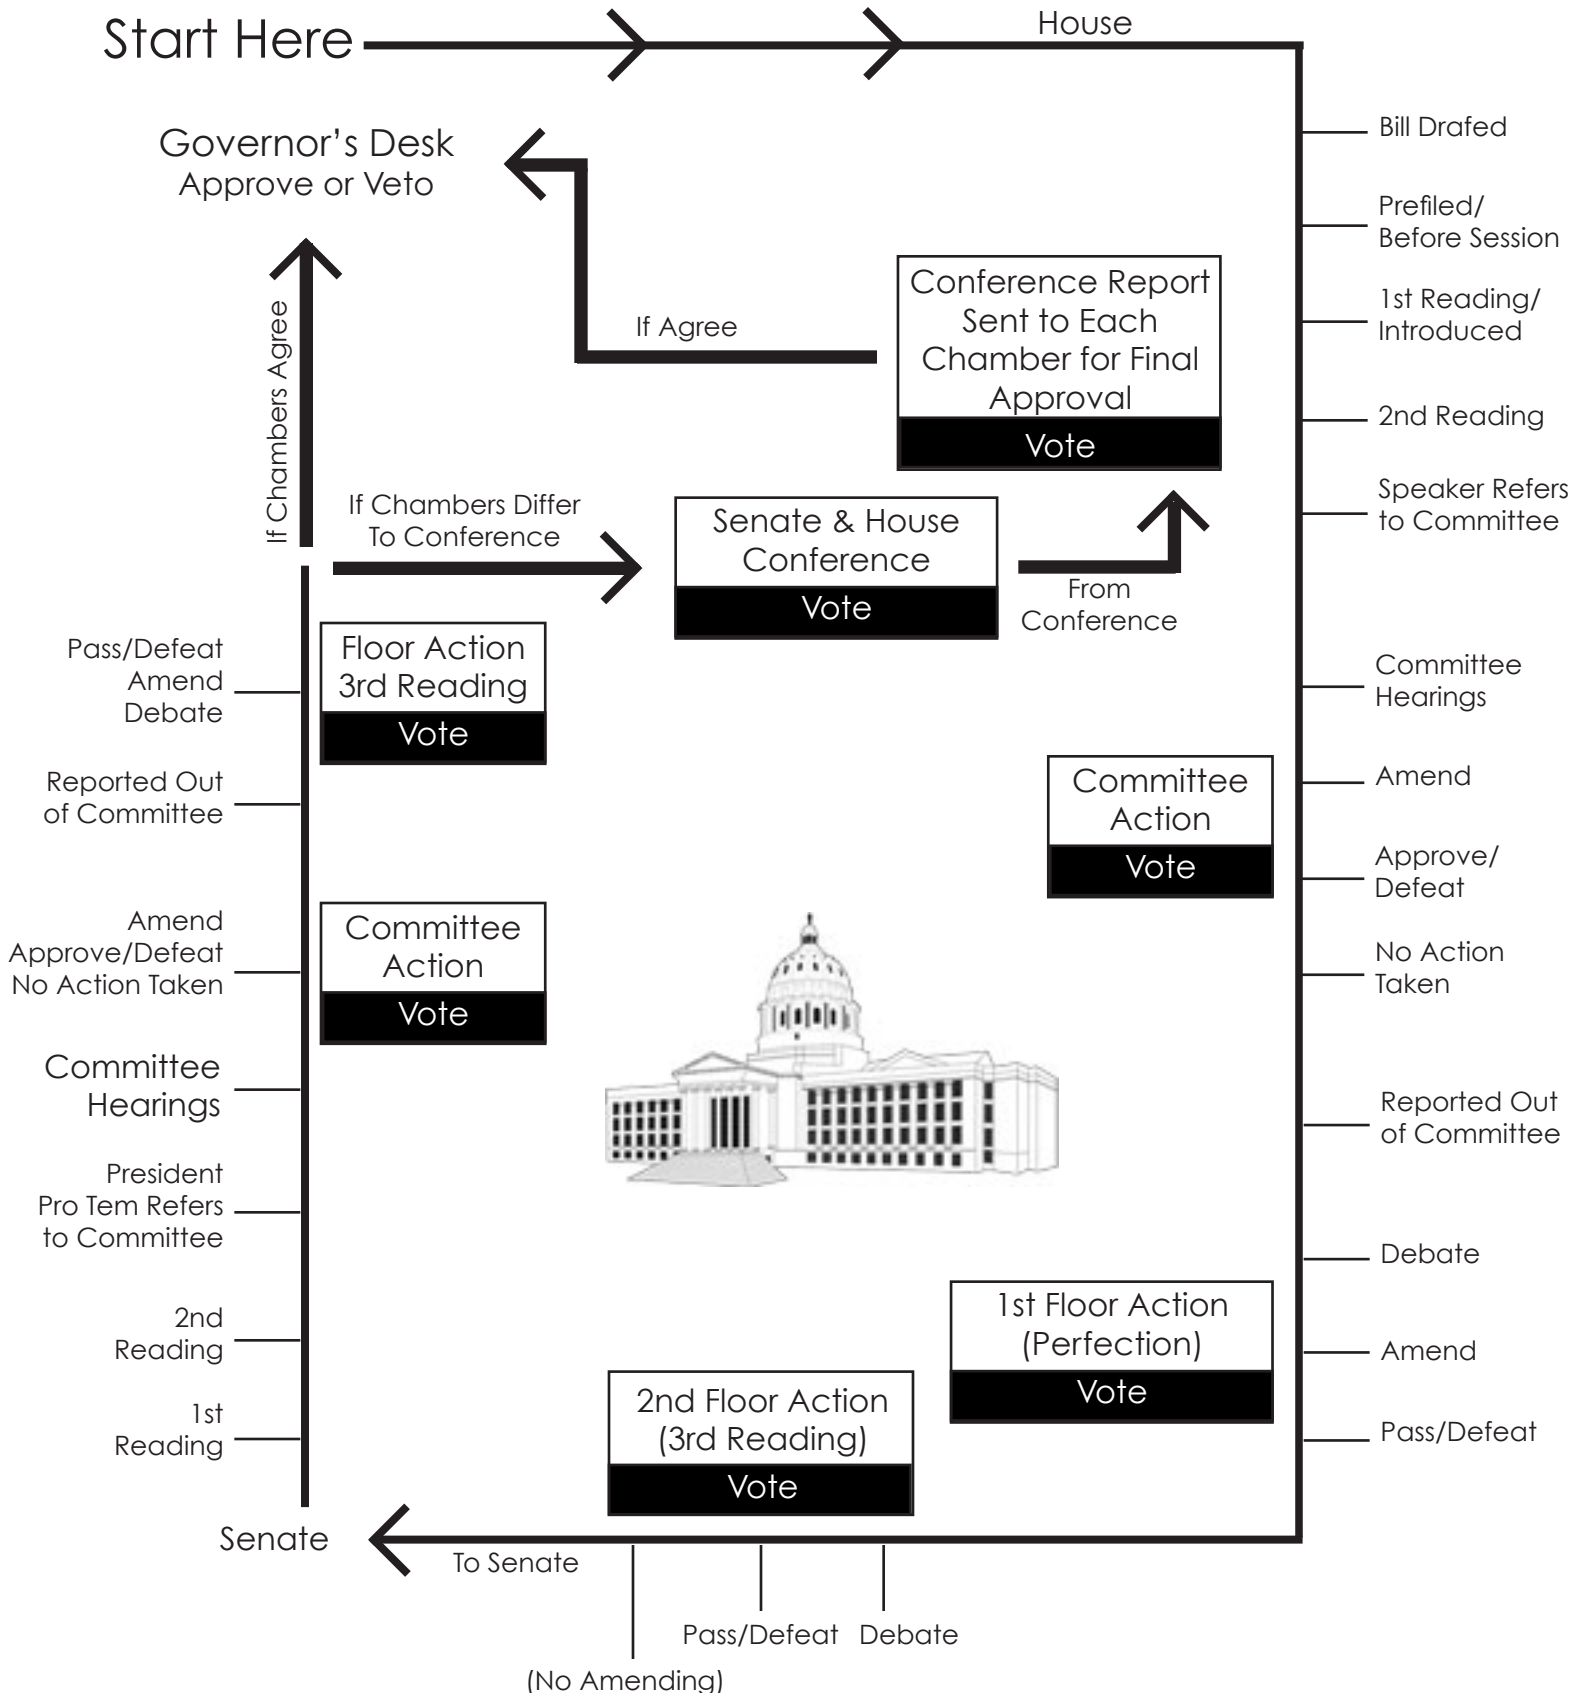 Start Here
House
Bill Drafed
Prefiled/
Before Session
1st Reading/
Introduced
2nd Reading
Speaker Refers
to Committee
Committee
Hearings
Amend
Approve/
Defeat
No Action
Taken
Committee
Action
Vote
Reported Out
of Committee
Debate
Amend
Pass/Defeat
1st Floor Action
(Perfection)
Vote
2nd Floor Action
(3rd Reading)
Vote
Debate
Pass/Defeat
(No Amending)
To Senate
Senate
1st
Reading
2nd
Reading
President
Pro Tem Refers
to Committee
Committee
Hearings
Amend
Approve/Defeat
No Action Taken
Committee
Action
Vote
Reported Out
of Committee
Pass/Defeat
Amend
Debate
Floor Action
3rd Reading
Vote
If Chambers Differ
To Conference
Senate & House
Conference
Vote
From
Conference
Conference Report
Sent to Each
Chamber for Final
Approval
Vote
If Agree
If Chambers Agree
Governor’s Desk
Approve or Veto